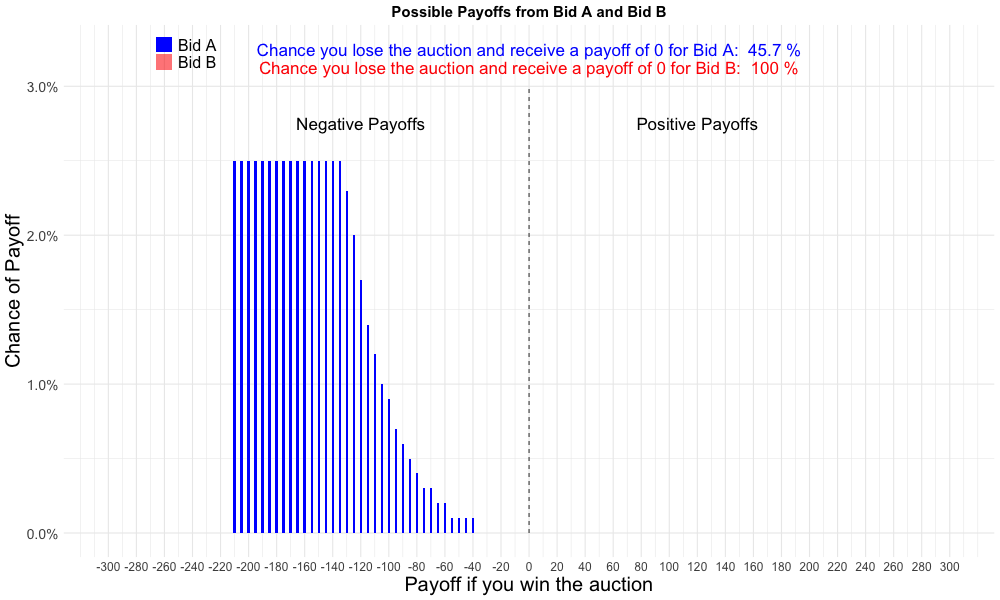 Possible Payoffs from Bid A and Bid B
Bid A
Bid B
Chance you lose the auction and receive a payoff of 0 for Bid A: 45.7 %
Chance you lose the auction and receive a payoff of 0 for Bid B: 100 %
Negative Payoffs
Positive Payoffs
Chance of Payoff
3.0%
2.0%
1.0%
0.0%
-300 -280 -260 -240 -220 -200 -180 -160 -140 -120 -100 -80 -60 -40 -20 0 20 40 60 80 100 120 140 160 180 200 220 240 260 280 300
Payoff if you win the auction